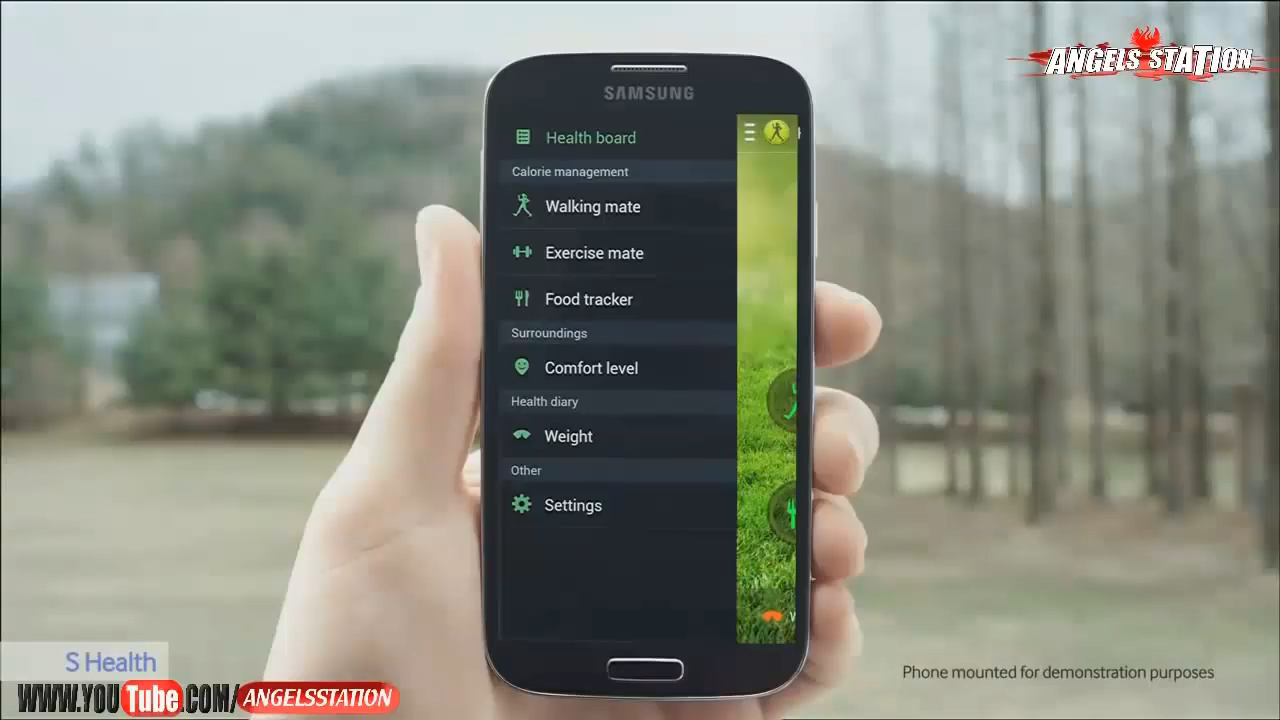 ANGELS STATION
SAMSUNG
Health board
Calorie management
Walking mate
Exercise mate
Food tracker
Surroundings
Comfort level
Health diary
Weight
Other
Settings
S Health
Phone mounted for demonstration purposes
WWW.YOUTube.COM/ANGELSSTATION